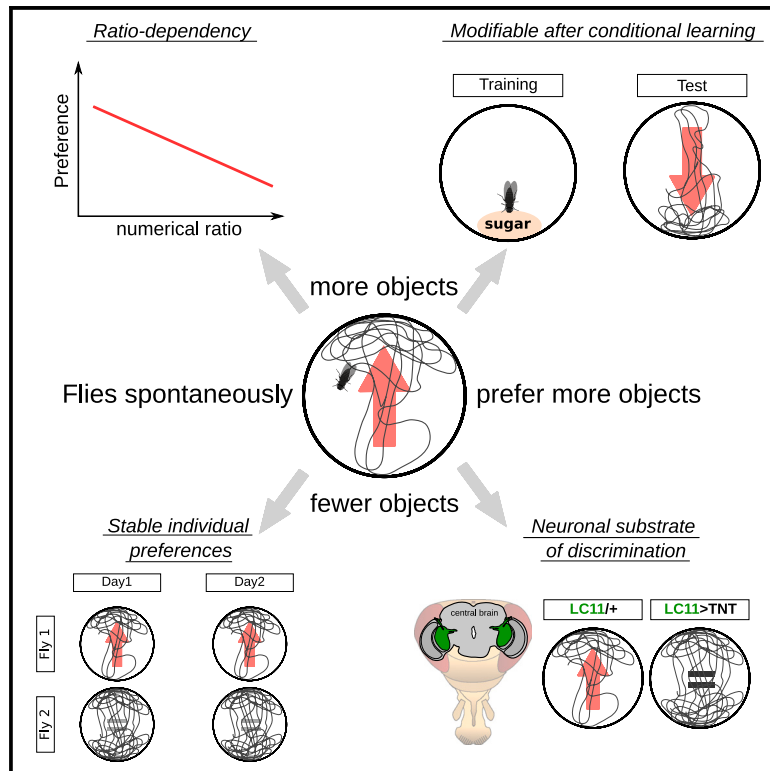 Ratio-dependency
Preference
numerical ratio
Modifiable after conditional learning
Training
Test
sugar
more objects
Flies spontaneously
prefer more objects
fewer objects
Stable individual
preferences
Day1
Day2
Fly 1
Fly 2
Neuronal substrate
of discrimination
central brain
LC11/+
LC11>TNT